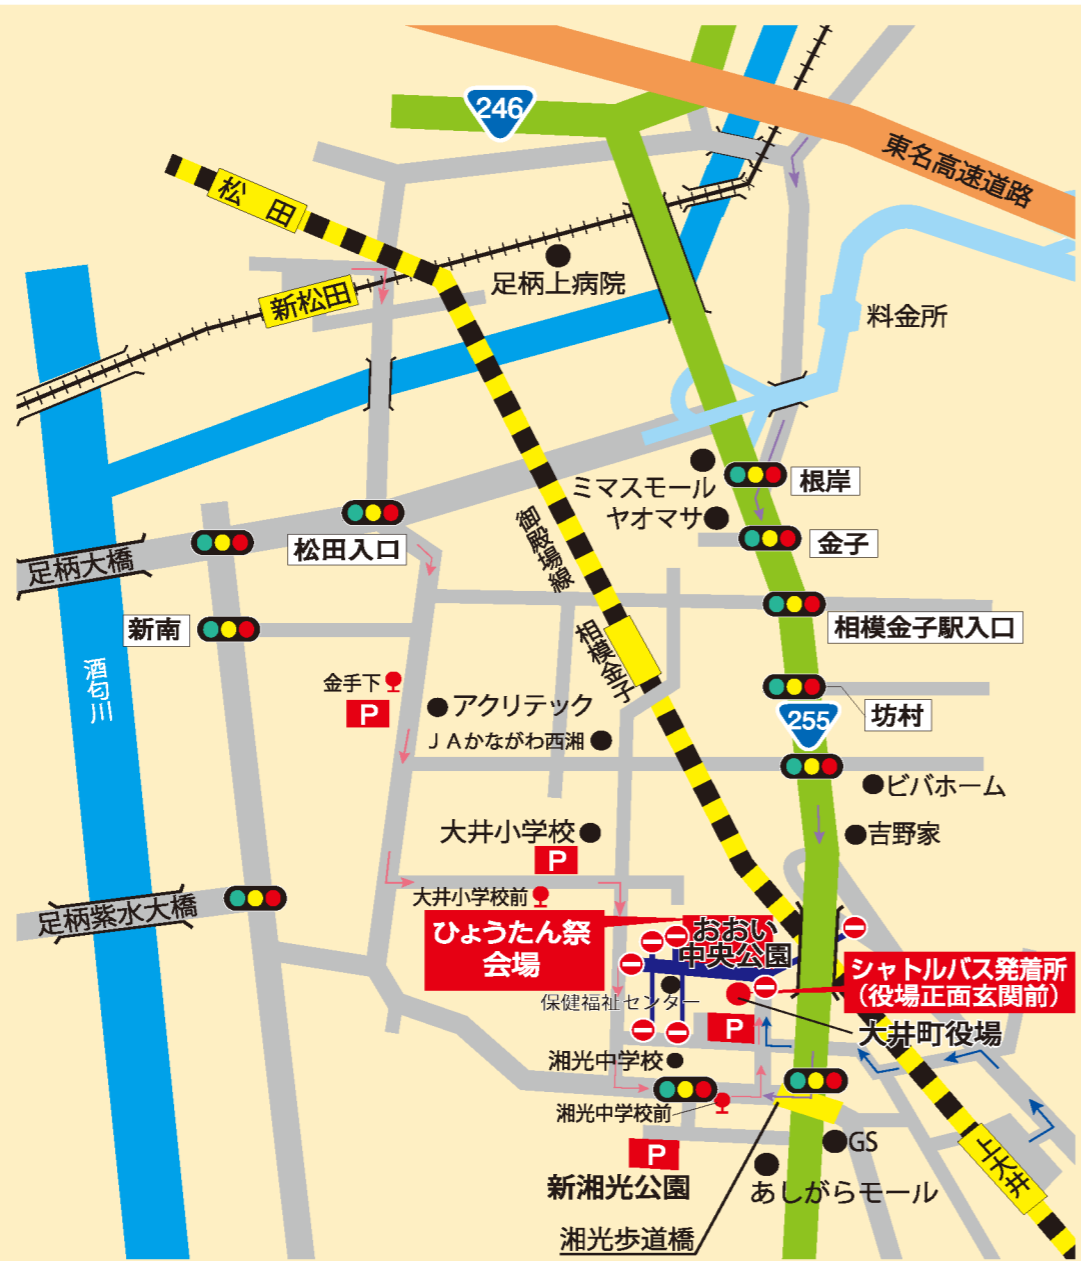 246
東名高速道路
松 田
足柄上病院
新松田
料金所
ミマスモール
根岸
ヤオマサ
金子
御殿場線
松田入口
足柄大橋
相模金子駅入口
新南
相模金子
酒匂川
金手下
P
アクリテック
坊村
255
JAかながわ西湘
ビバホーム
大井小学校
吉野家
P
大井小学校前
足柄紫水大橋
ひょうたん祭
会場
おおい
中央公園
シャトルバス発着所
(役場正面玄関前)
保健福祉センター
P
大井町役場
湘光中学校
湘光中学校前
P
GS
新湘光公園
あしがらモール
上大井
湘光歩道橋